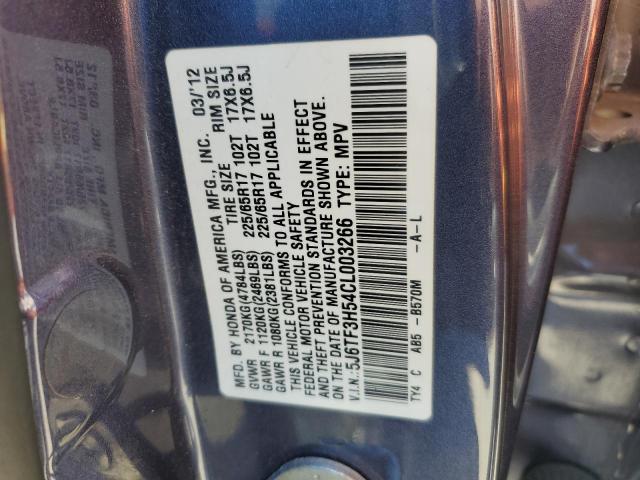 MFD. BY HONDA OF AMERICA MFG., INC. 03/'12
TIRE SIZE RIM SIZE
GVWR 2170KG(4784LBS)
GAWR F 1120KG(2469LBS) 225/65R17 102T 17X6.5J
GAWR R 1080KG(2381LBS) 225/65R17 102T 17X6.5J
THIS VEHICLE CONFORMS TO ALL APPLICABLE
FEDERAL MOTOR VEHICLE SAFETY
AND THEFT PREVENTION STANDARDS IN EFFECT
ON THE DATE OF MANUFACTURE SHOWN ABOVE.
V.I.N.:5J6TF3H54CL003266 TYPE: MPV
TY4 C AB5 -B570M -A-L